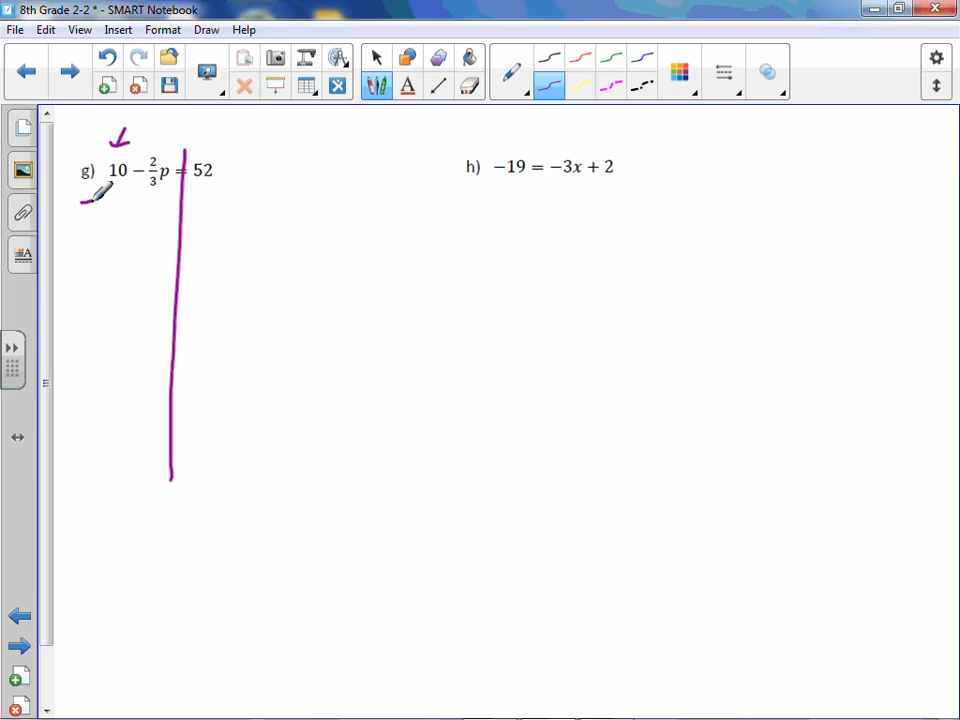 8th Grade 2-2 * - SMART Notebook
File Edit View Insert Format Draw Help
g) 10 − 2/3 p = 52
h) −19 = −3x + 2